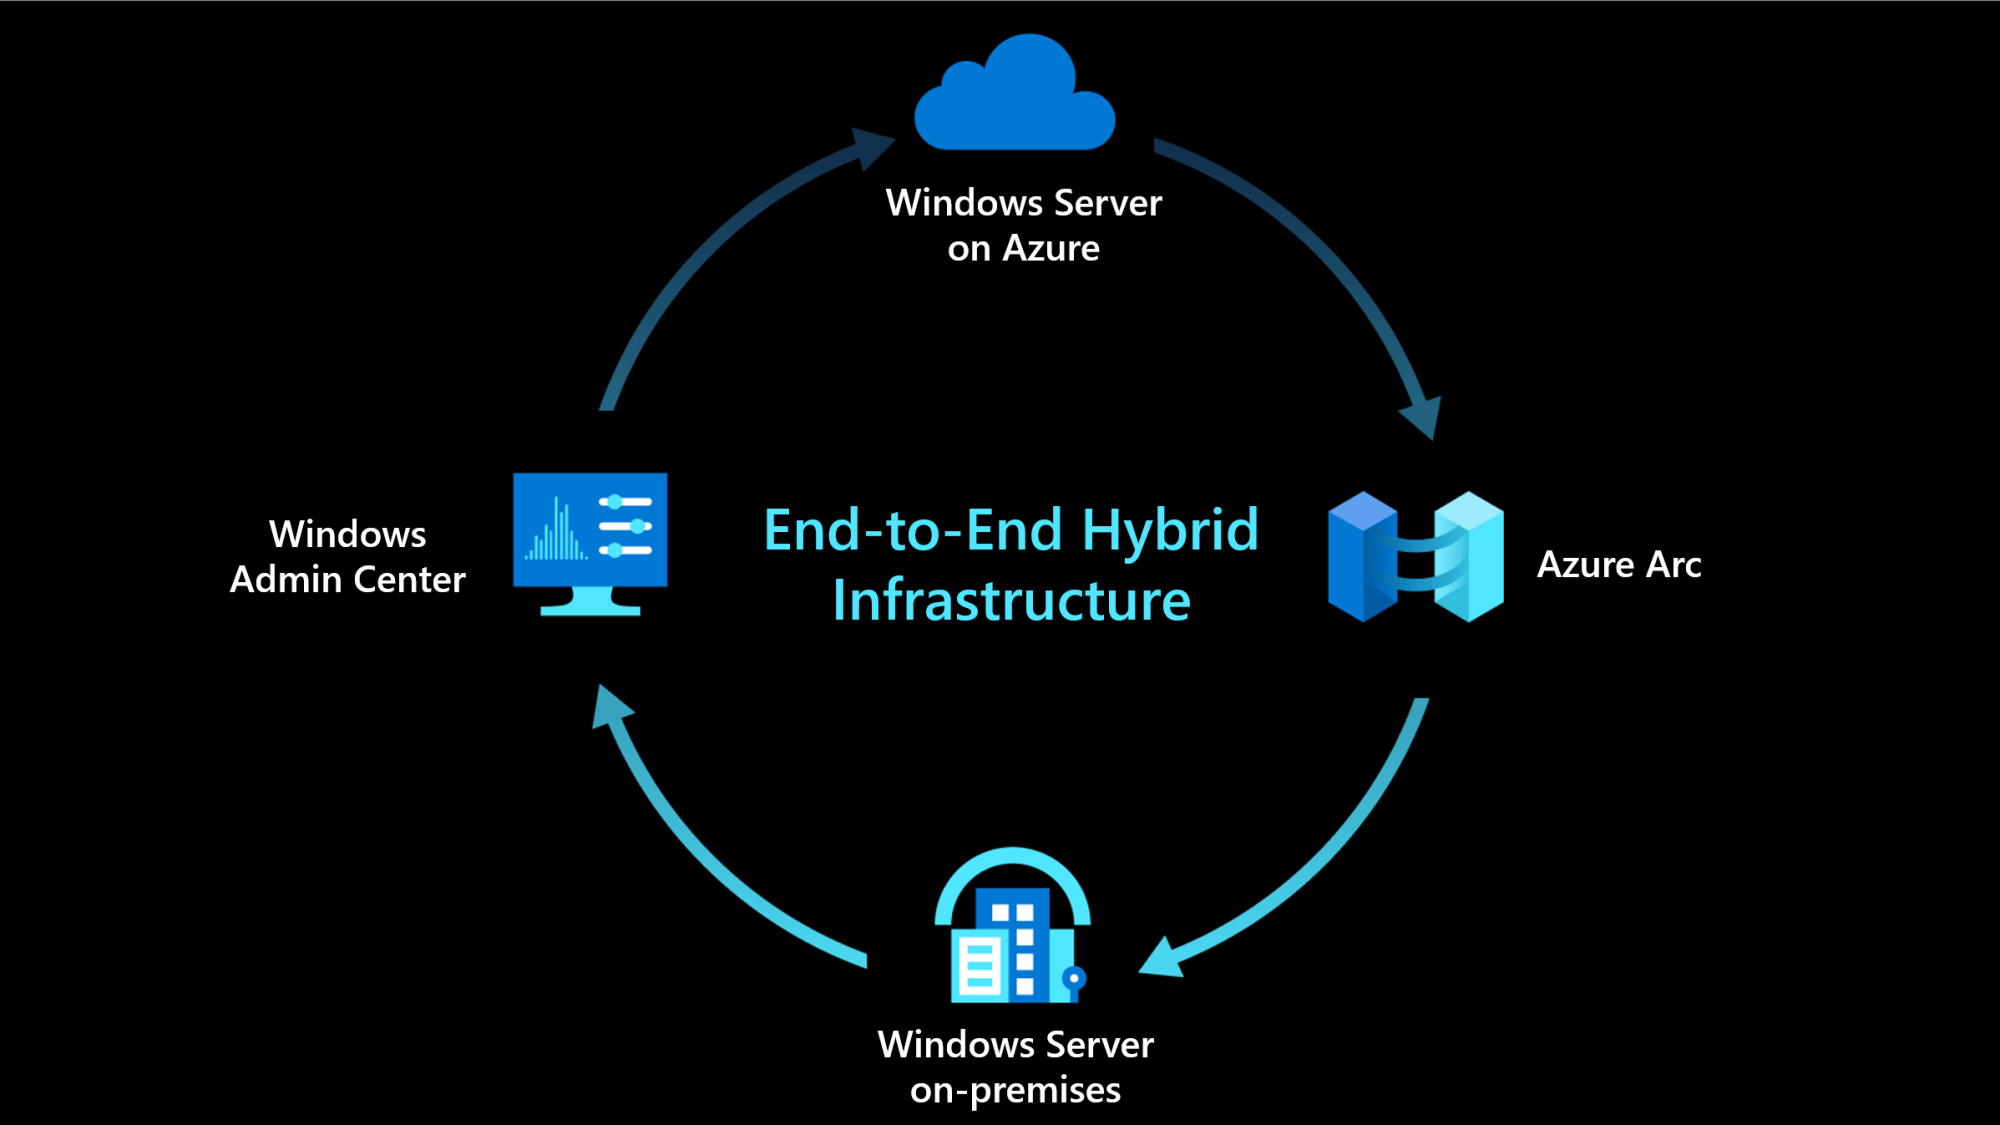 Windows Server
on Azure
Windows
Admin Center
End-to-End Hybrid
Infrastructure
Azure Arc
Windows Server
on-premises